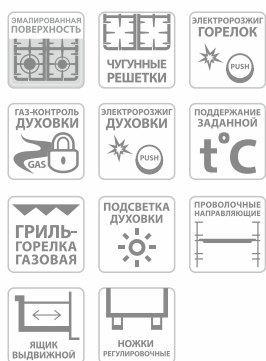 ЭМАЛИРОВАННАЯ
ПОВЕРХНОСТЬ
ЧУГУННЫЕ
РЕШЕТКИ
ЭЛЕКТРОРОЗЖИГ
ГОРЕЛОК
PUSH
ГАЗ-КОНТРОЛЬ
ДУХОВКИ
GAS
ЭЛЕКТРОРОЗЖИГ
ДУХОВКИ
PUSH
ПОДДЕРЖАНИЕ
ЗАДАННОЙ
t°C
ГРИЛЬ-
ГОРЕЛКА
ГАЗОВАЯ
ПОДСВЕТКА
ДУХОВКИ
ПРОВОЛОЧНЫЕ
НАПРАВЛЯЮЩИЕ
ЯЩИК
ВЫДВИЖНОЙ
НОЖКИ
РЕГУЛИРОВОЧНЫЕ